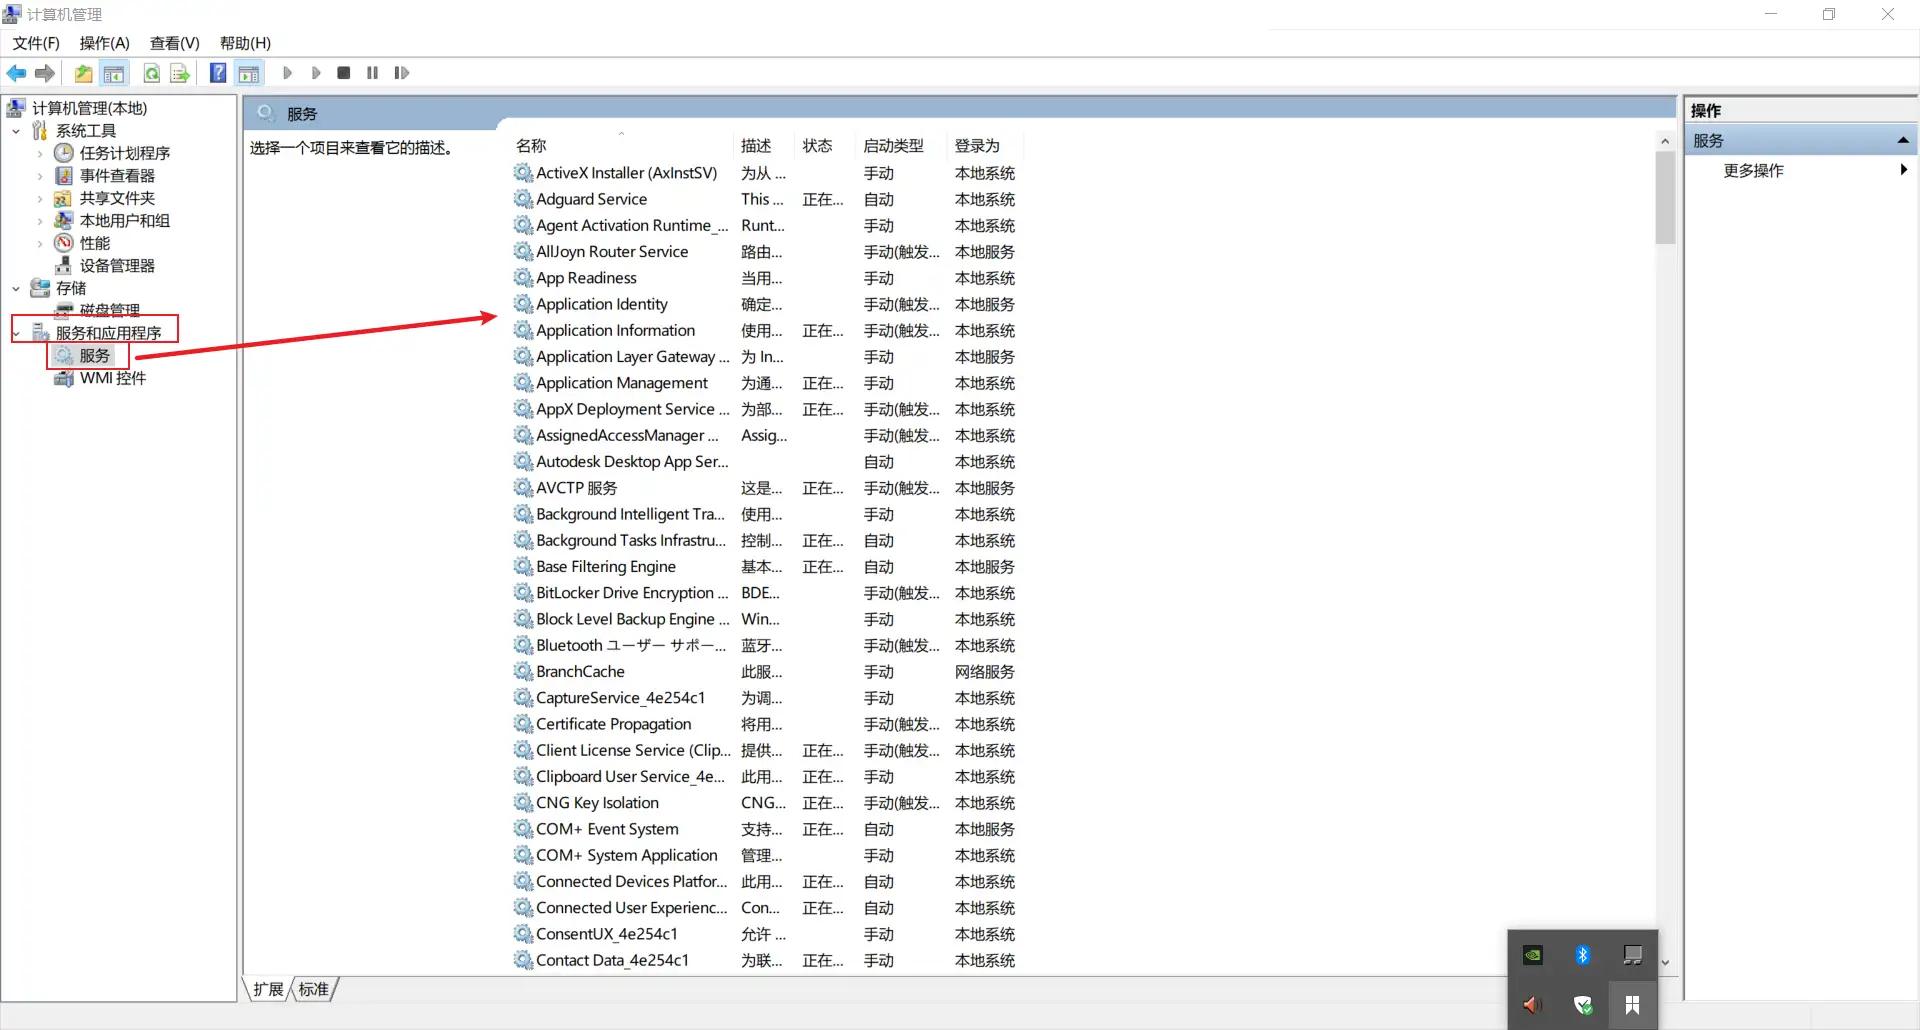 计算机管理
文件(F) 操作(A) 查看(V) 帮助(H)
计算机管理(本地)
系统工具
任务计划程序
事件查看器
共享文件夹
本地用户和组
性能
设备管理器
存储
磁盘管理
服务和应用程序
服务
WMI 控件
服务
选择一个项目来查看它的描述。
名称 描述 状态 启动类型 登录为
ActiveX Installer (AxInstSV) 为从 ... 手动 本地系统
Adguard Service This ... 正在... 自动 本地系统
Agent Activation Runtime_... Runt... 手动 本地系统
AllJoyn Router Service 路由... 手动(触发... 本地服务
App Readiness 当用... 手动 本地系统
Application Identity 确定... 手动(触发... 本地服务
Application Information 使用... 正在... 手动(触发... 本地系统
Application Layer Gateway ... 为 In... 手动 本地服务
Application Management 为通... 正在... 手动 本地系统
AppX Deployment Service ... 为部... 正在... 手动(触发... 本地系统
AssignedAccessManager ... Assig... 手动(触发... 本地系统
Autodesk Desktop App Ser... 自动 本地系统
AVCTP 服务 这是... 正在... 手动(触发... 本地服务
Background Intelligent Tra... 使用... 手动 本地系统
Background Tasks Infrastru... 控制... 正在... 自动 本地系统
Base Filtering Engine 基本... 正在... 自动 本地服务
BitLocker Drive Encryption ... BDE... 手动(触发... 本地系统
Block Level Backup Engine ... Win... 手动 本地系统
Bluetooth ユーザー サポー... 蓝牙... 手动(触发... 本地系统
BranchCache 此服... 手动 网络服务
CaptureService_4e254c1 为调... 手动 本地系统
Certificate Propagation 将用... 手动(触发... 本地系统
Client License Service (Clip... 提供... 正在... 手动(触发... 本地系统
Clipboard User Service_4e... 此用... 正在... 手动 本地系统
CNG Key Isolation CNG... 正在... 手动(触发... 本地系统
COM+ Event System 支持... 正在... 自动 本地服务
COM+ System Application 管理... 手动 本地系统
Connected Devices Platfor... 此用... 正在... 自动 本地系统
Connected User Experienc... Con... 正在... 自动 本地系统
ConsentUX_4e254c1 允许 ... 手动 本地系统
Contact Data_4e254c1 为联... 正在... 手动 本地系统
扩展 标准
操作
服务
更多操作